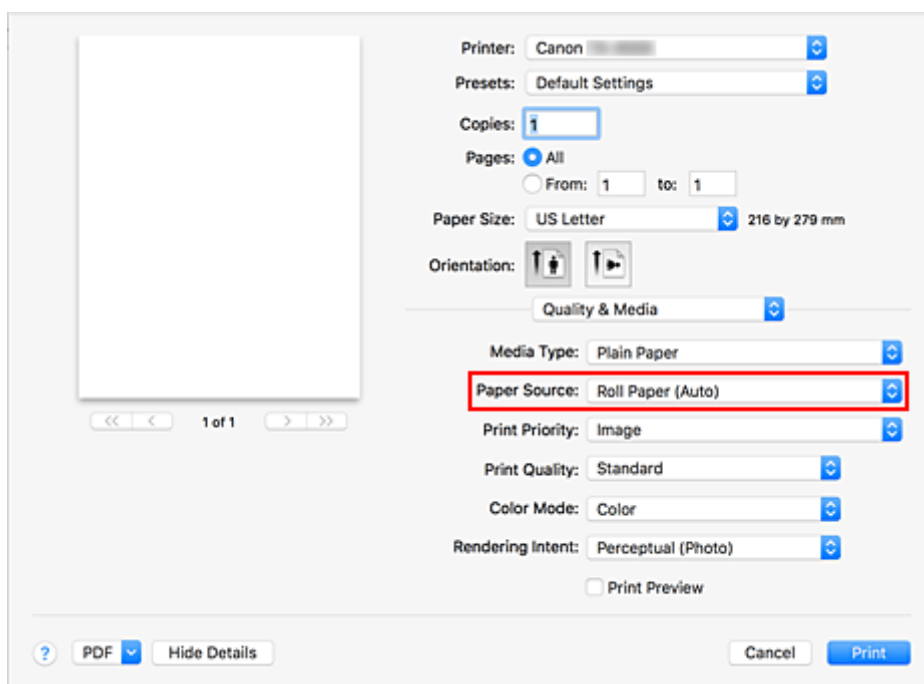 Printer: Canon
Presets: Default Settings
Copies: 1
Pages: All
From: 1 to: 1
Paper Size: US Letter 216 by 279 mm
Orientation:
Quality & Media
Media Type: Plain Paper
Paper Source: Roll Paper (Auto)
<< < 1 of 1 > >>
Print Priority: Image
Print Quality: Standard
Color Mode: Color
Rendering Intent: Perceptual (Photo)
Print Preview
? PDF Hide Details Cancel Print